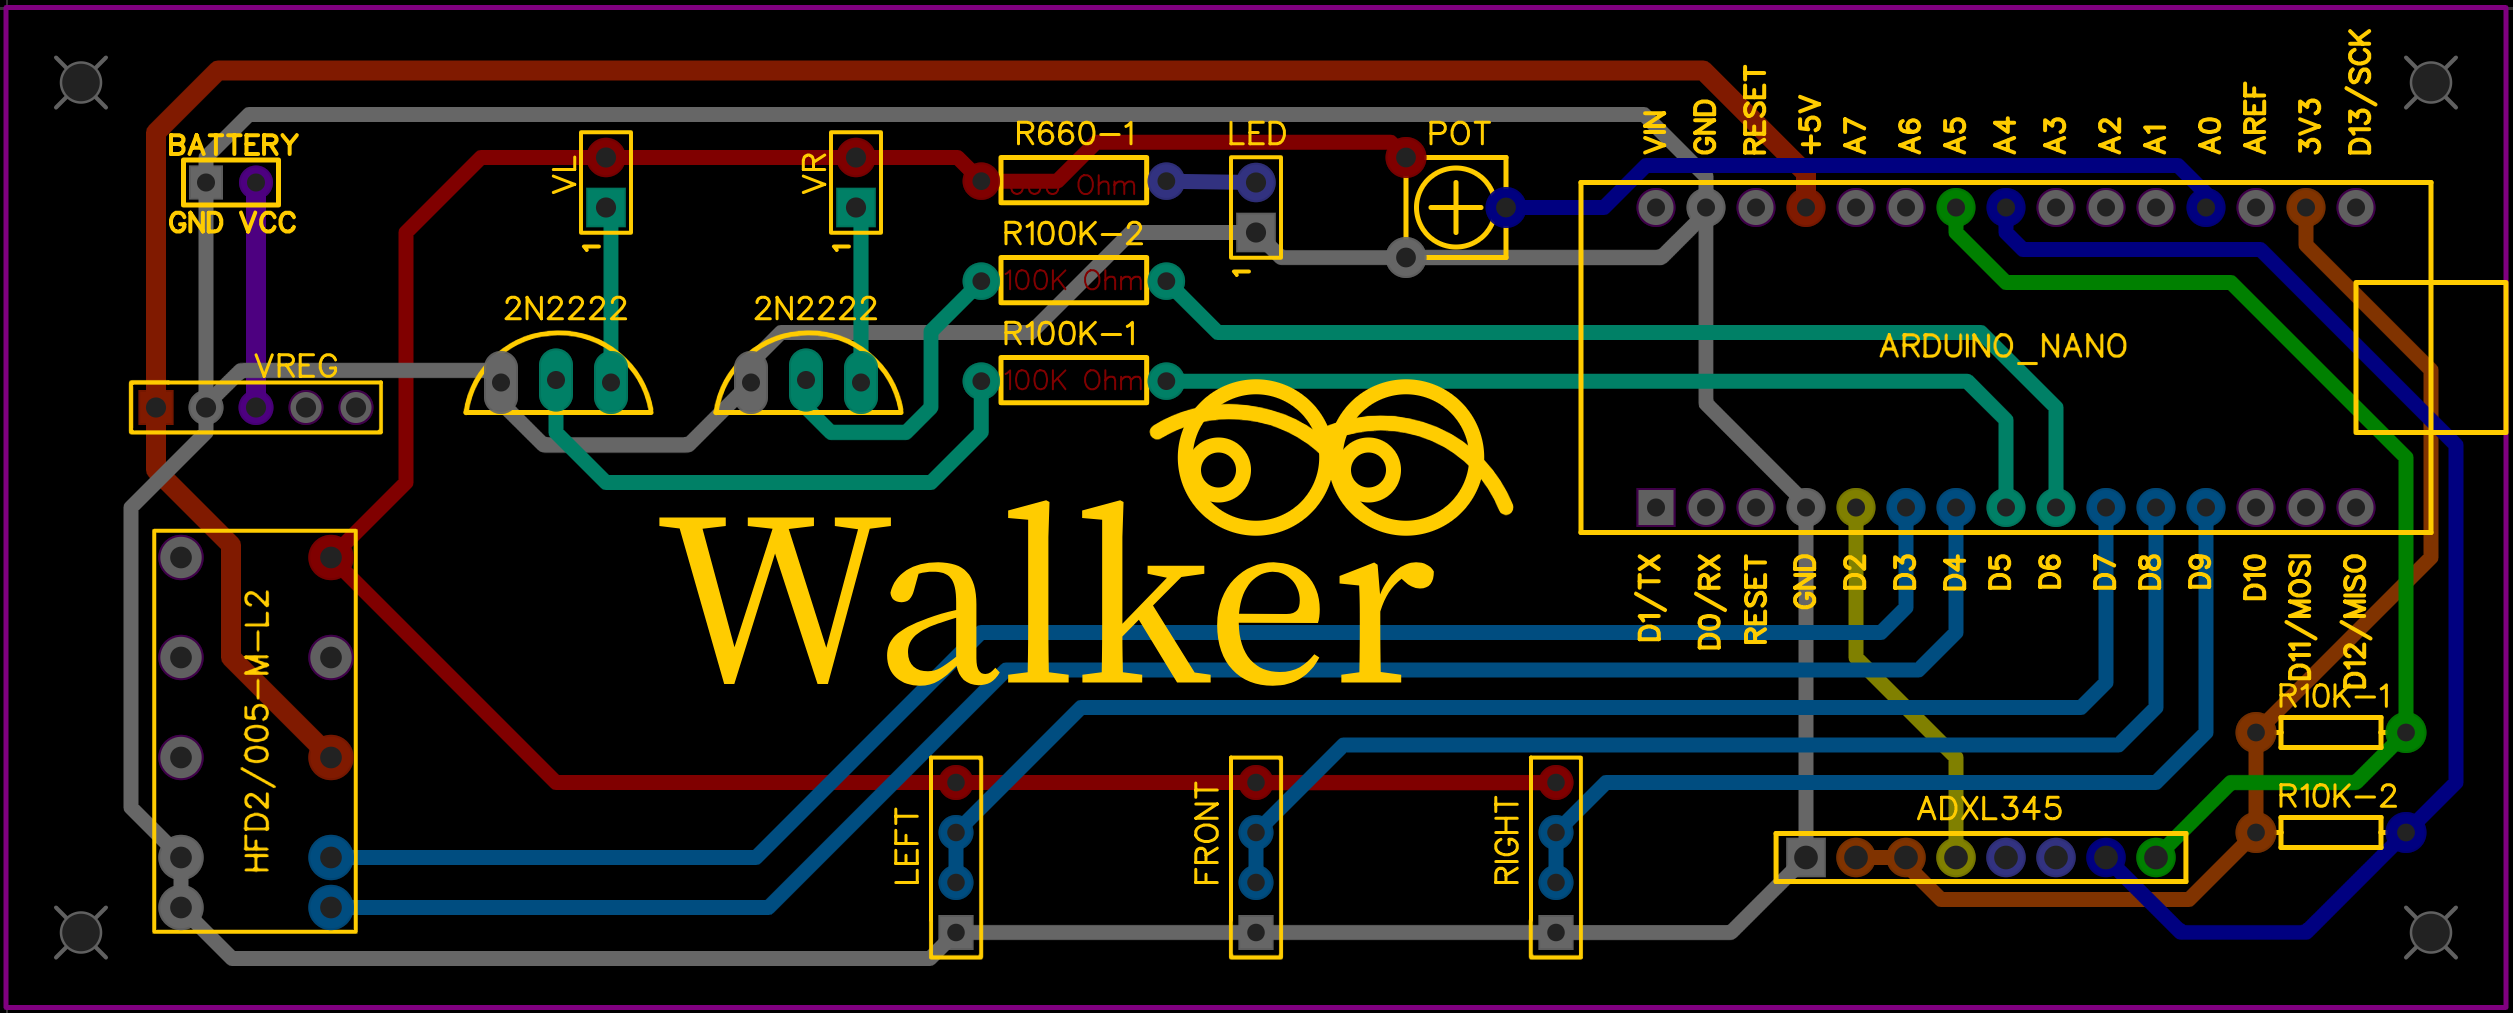 BATTERY
GND VCC
VL
1
VR
1
R660-1
660 Ohm
LED
1
POT
R100K-2
100K Ohm
R100K-1
100K Ohm
2N2222
2N2222
VREG
VIN
GND
RESET
+5V
A7
A6
A5
A4
A3
A2
A1
A0
AREF
3V3
D13/SCK
ARDUINO_NANO
D1/TX
D0/RX
RESET
GND
D2
D3
D4
D5
D6
D7
D8
D9
D10
D11/MOSI
D12/MISO
Walker
HFD2/005-M-L2
LEFT
FRONT
RIGHT
ADXL345
R10K-1
R10K-2